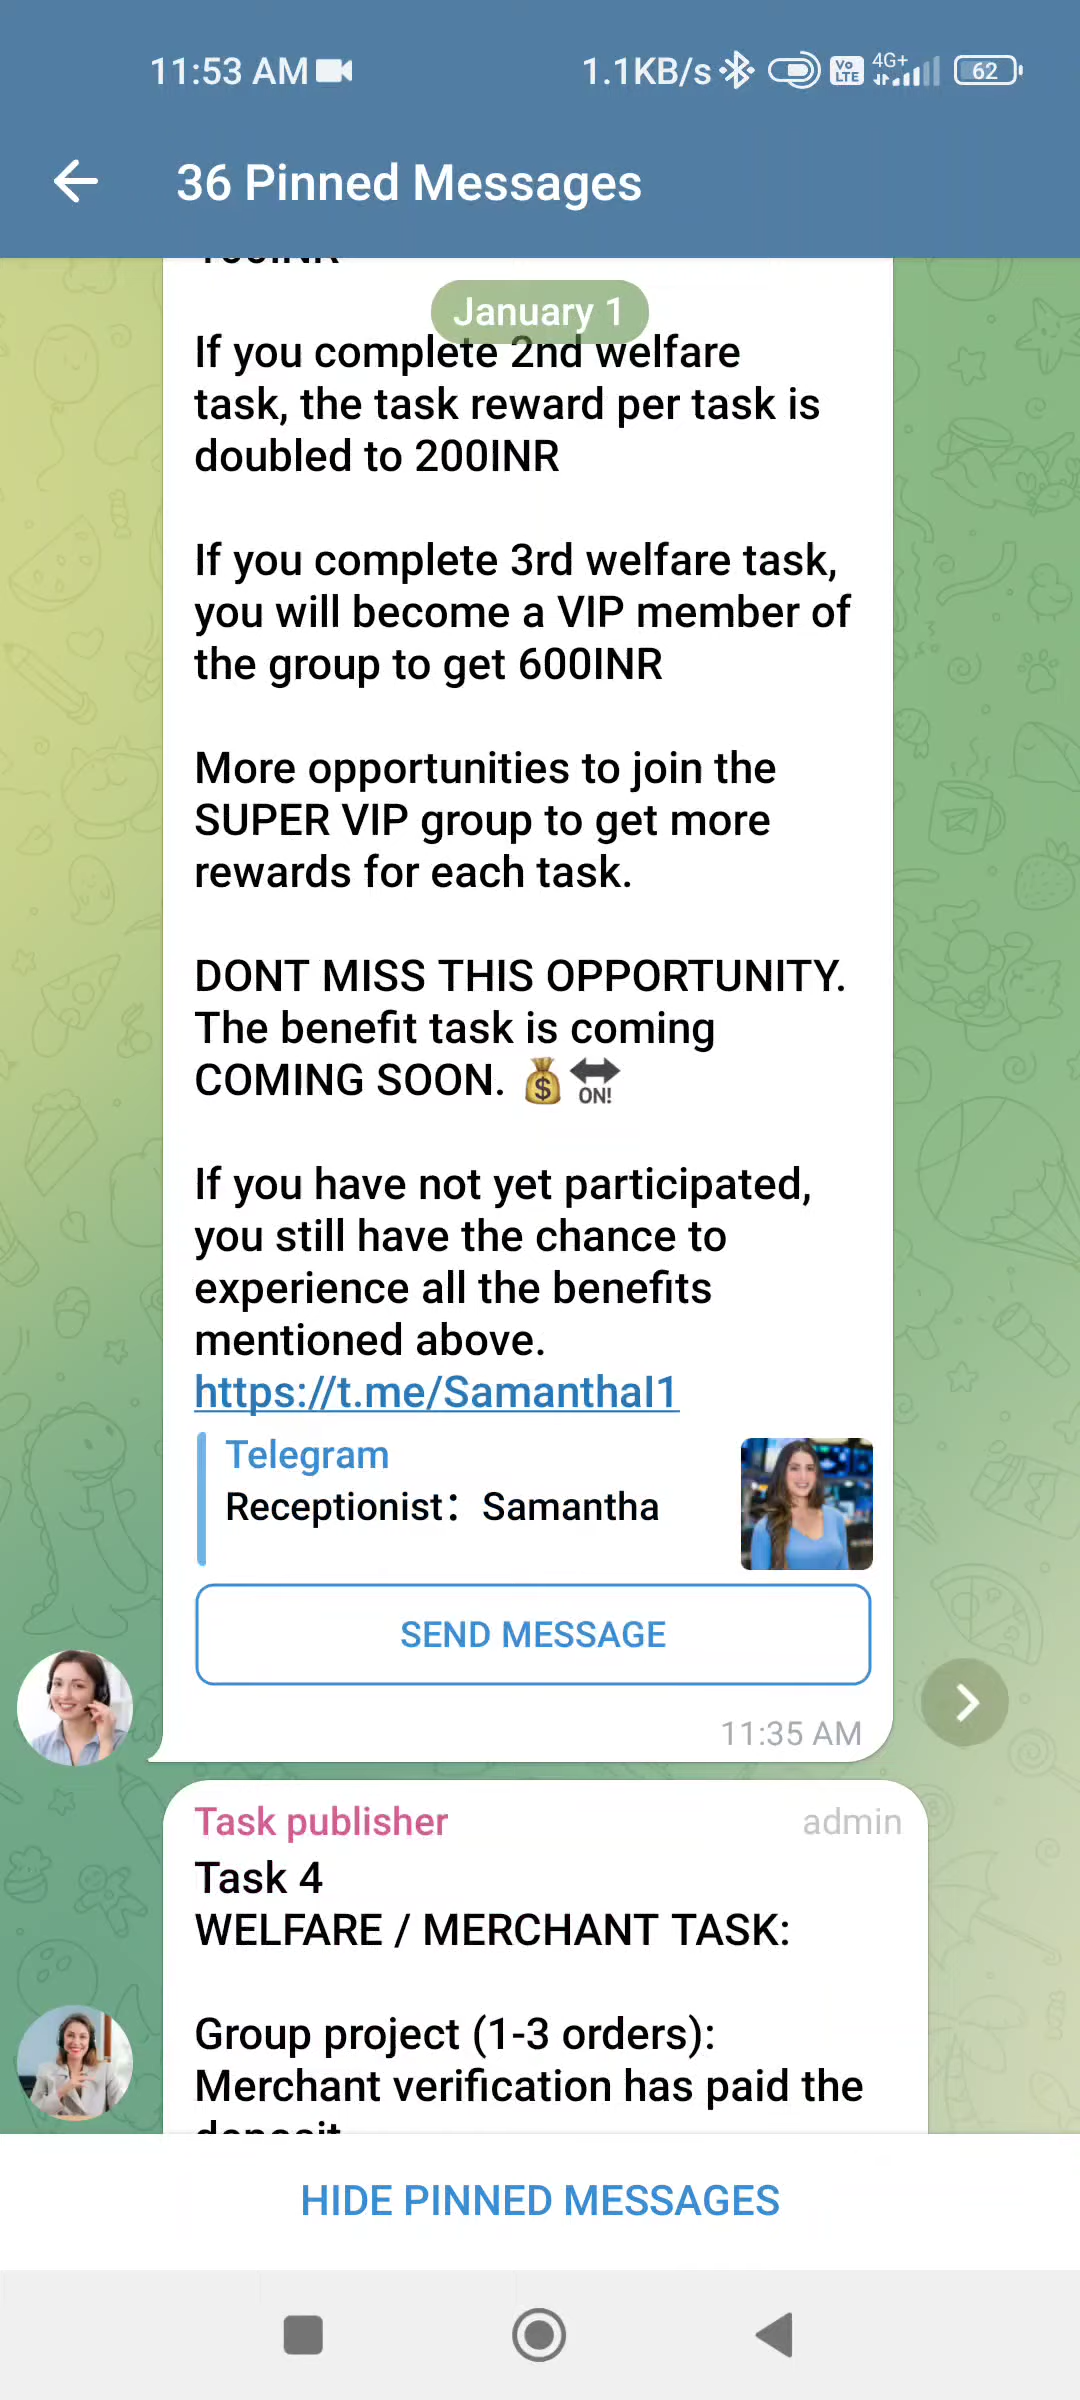 11:53 AM
1.1KB/s
Vo LTE
4G+
62
36 Pinned Messages
January 1
If you complete 2nd welfare
task, the task reward per task is
doubled to 200INR
If you complete 3rd welfare task,
you will become a VIP member of
the group to get 600INR
More opportunities to join the
SUPER VIP group to get more
rewards for each task.
DONT MISS THIS OPPORTUNITY.
The benefit task is coming
COMING SOON. 💰 ON!
If you have not yet participated,
you still have the chance to
experience all the benefits
mentioned above.
https://t.me/SamanthaI1
Telegram
Receptionist：Samantha
SEND MESSAGE
11:35 AM
Task publisher
admin
Task 4
WELFARE / MERCHANT TASK:
Group project (1-3 orders):
Merchant verification has paid the
HIDE PINNED MESSAGES